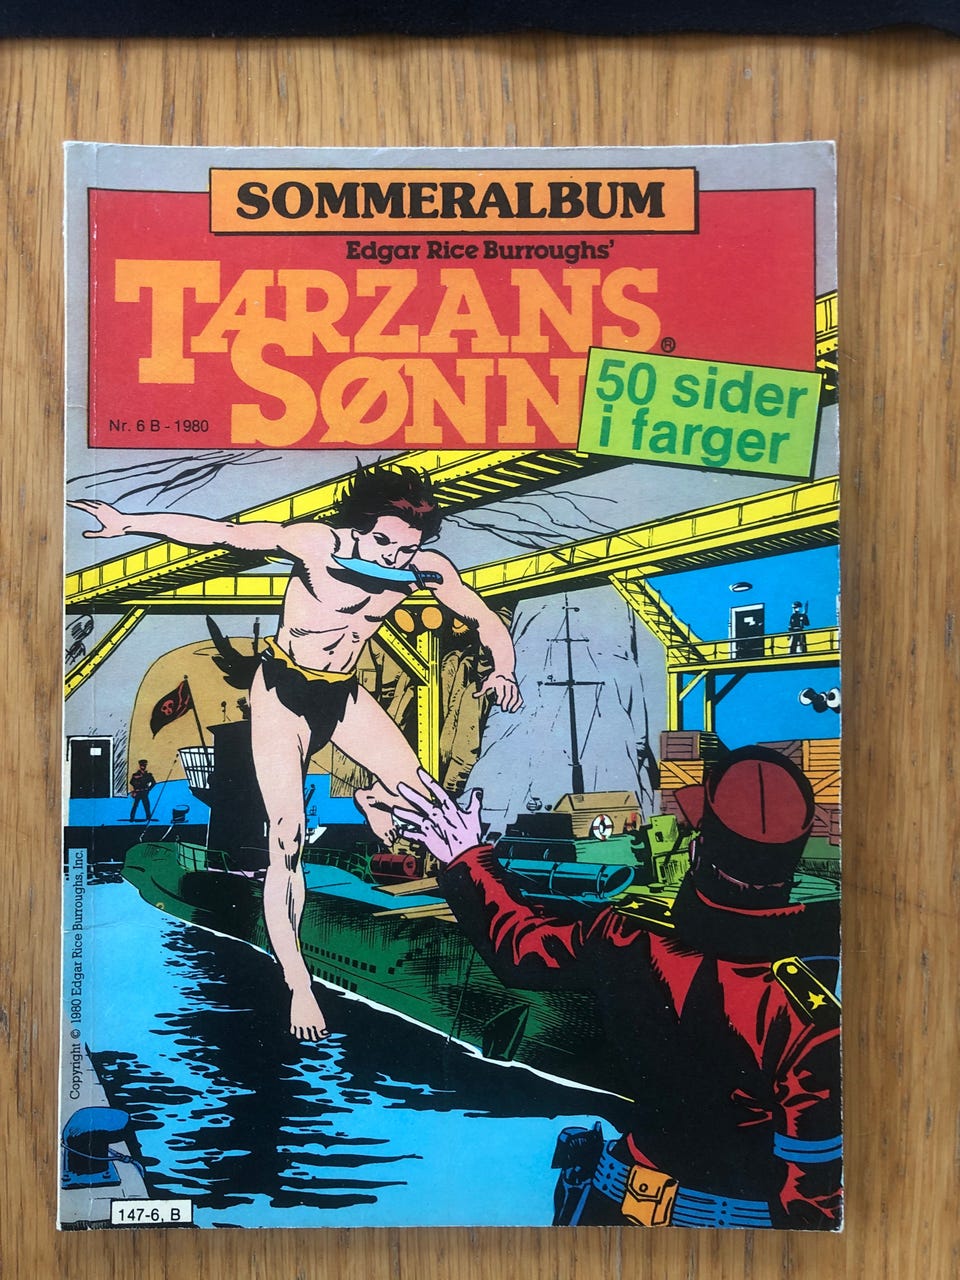 SOMMERALBUM
Edgar Rice Burroughs'
TARZANS
SØNN
®
50 sider
i farger
Nr. 6 B - 1980
Copyright © 1980 Edgar Rice Burroughs, Inc.
147-6, B